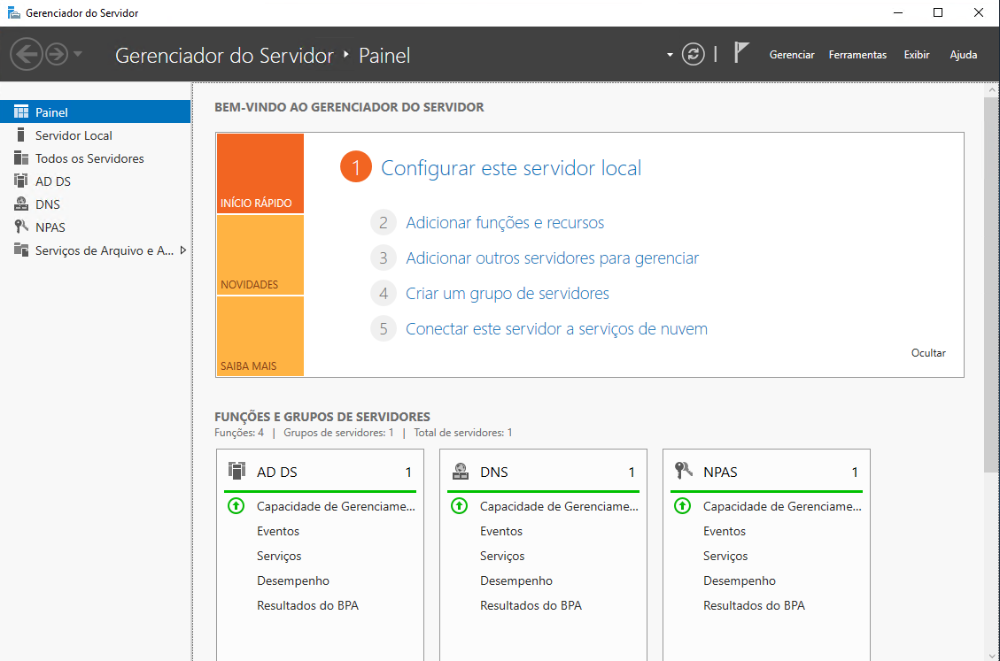 Gerenciador do Servidor
Gerenciador do Servidor ‣ Painel
Gerenciar Ferramentas Exibir Ajuda
Painel
Servidor Local
Todos os Servidores
AD DS
DNS
NPAS
Serviços de Arquivo e A...
BEM-VINDO AO GERENCIADOR DO SERVIDOR
INÍCIO RÁPIDO
NOVIDADES
SAIBA MAIS
1 Configurar este servidor local
2 Adicionar funções e recursos
3 Adicionar outros servidores para gerenciar
4 Criar um grupo de servidores
5 Conectar este servidor a serviços de nuvem
Ocultar
FUNÇÕES E GRUPOS DE SERVIDORES
Funções: 4 | Grupos de servidores: 1 | Total de servidores: 1
AD DS 1
Capacidade de Gerenciame...
Eventos
Serviços
Desempenho
Resultados do BPA
DNS 1
Capacidade de Gerenciame...
Eventos
Serviços
Desempenho
Resultados do BPA
NPAS 1
Capacidade de Gerenciame...
Eventos
Serviços
Desempenho
Resultados do BPA